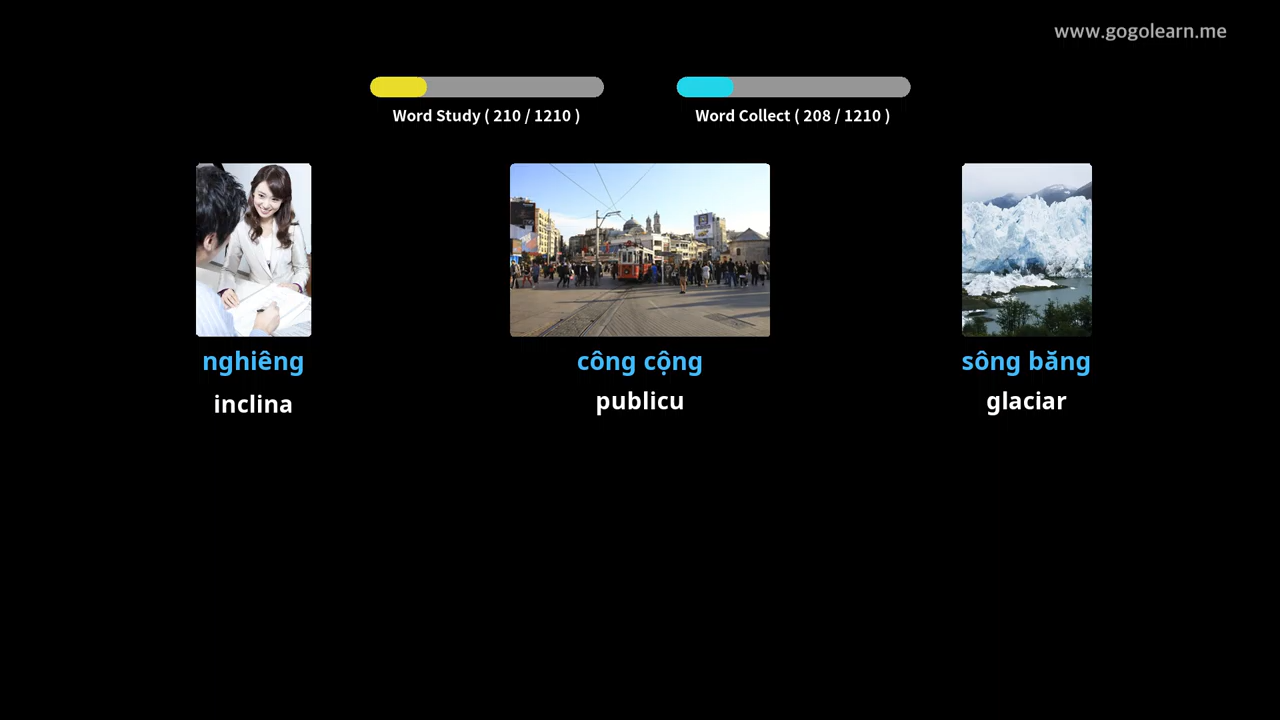 www.gogolearn.me
Word Study ( 210 / 1210 )
Word Collect ( 208 / 1210 )
nghiêng
công cộng
sông băng
inclina
publicu
glaciar